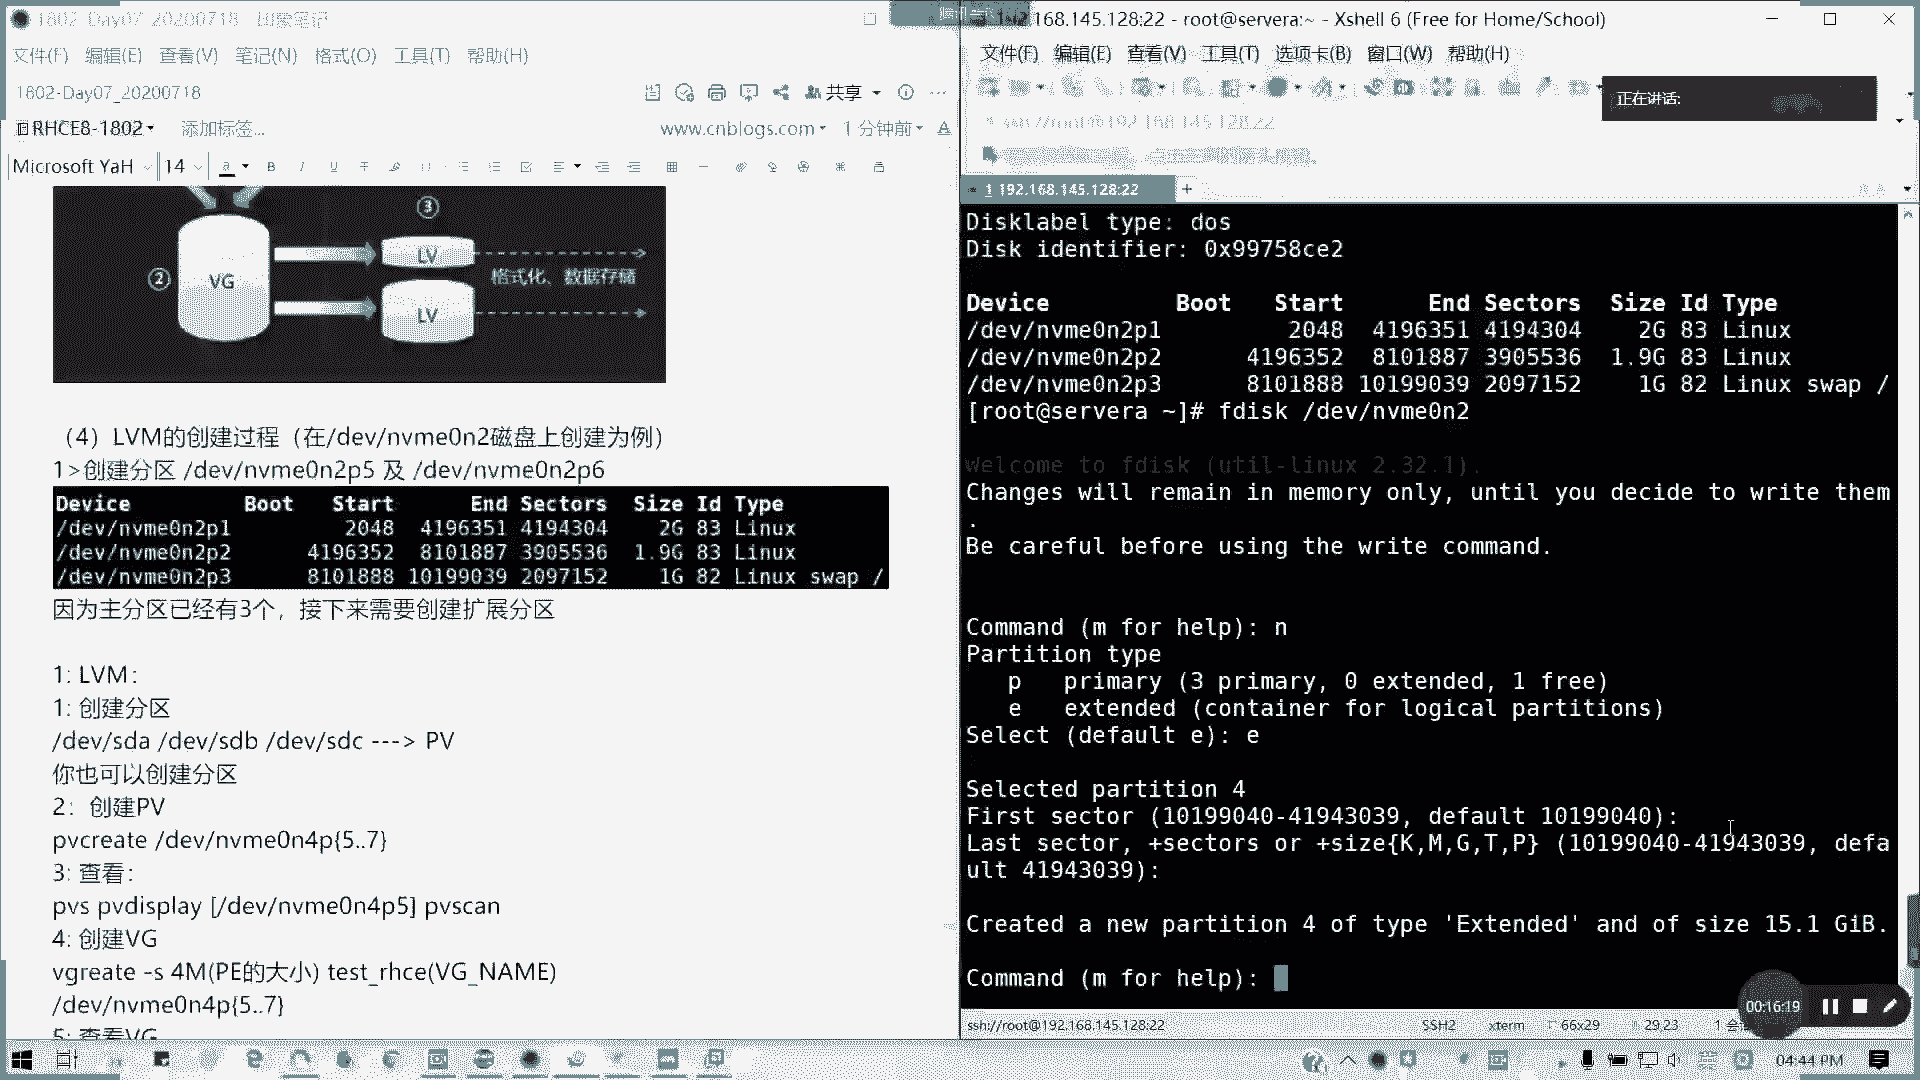 1802-Day07_20200718 - 印象笔记
文件(F) 编辑(E) 查看(V) 笔记(N) 格式(O) 工具(T) 帮助(H)
1802-Day07_20200718
共享
RHCE8-1802 添加标签...
www.cnblogs.com 1 分钟前
Microsoft YaH 14
③
② VG
LV
格式化、数据存储
LV
（4）LVM的创建过程（在/dev/nvme0n2磁盘上创建为例）
1>创建分区 /dev/nvme0n2p5 及 /dev/nvme0n2p6
Device Boot Start End Sectors Size Id Type
/dev/nvme0n2p1 2048 4196351 4194304 2G 83 Linux
/dev/nvme0n2p2 4196352 8101887 3905536 1.9G 83 Linux
/dev/nvme0n2p3 8101888 10199039 2097152 1G 82 Linux swap /
因为主分区已经有3个，接下来需要创建扩展分区
1: LVM：
1: 创建分区
/dev/sda /dev/sdb /dev/sdc ---> PV
你也可以创建分区
2：创建PV
pvcreate /dev/nvme0n4p{5..7}
3: 查看：
pvs pvdisplay [/dev/nvme0n4p5] pvscan
4: 创建VG
vgreate -s 4M(PE的大小) test_rhce(VG_NAME)
/dev/nvme0n4p{5..7}
5: 查看VG
192.168.145.128:22 - root@servera:~ - Xshell 6 (Free for Home/School)
文件(F) 编辑(E) 查看(V) 工具(T) 选项卡(B) 窗口(W) 帮助(H)
正在讲话:
ssh://root@192.168.145.128:22
1 192.168.145.128:22 +
Disklabel type: dos
Disk identifier: 0x99758ce2
Device Boot Start End Sectors Size Id Type
/dev/nvme0n2p1 2048 4196351 4194304 2G 83 Linux
/dev/nvme0n2p2 4196352 8101887 3905536 1.9G 83 Linux
/dev/nvme0n2p3 8101888 10199039 2097152 1G 82 Linux swap /
[root@servera ~]# fdisk /dev/nvme0n2
Welcome to fdisk (util-linux 2.32.1).
Changes will remain in memory only, until you decide to write them
.
Be careful before using the write command.
Command (m for help): n
Partition type
p primary (3 primary, 0 extended, 1 free)
e extended (container for logical partitions)
Select (default e): e
Selected partition 4
First sector (10199040-41943039, default 10199040):
Last sector, +sectors or +size{K,M,G,T,P} (10199040-41943039, defa
ult 41943039):
Created a new partition 4 of type 'Extended' and of size 15.1 GiB.
Command (m for help):
00:16:19
ssh://root@192.168.145.128:22 SSH2 xterm 66x29 29,23
04:44 PM